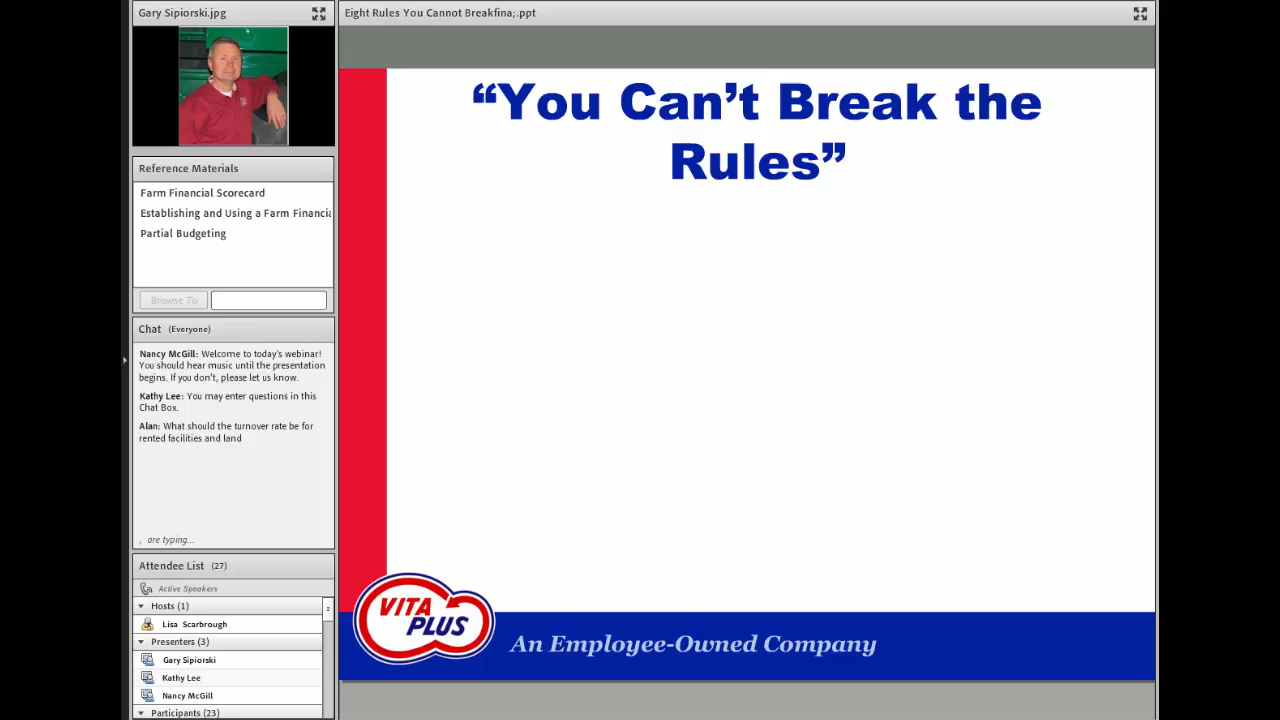 Gary Sipiorski.jpg
Eight Rules You Cannot Breakfina;.ppt
Reference Materials
Farm Financial Scorecard
Establishing and Using a Farm Financia
Partial Budgeting
Browse To
Chat (Everyone)
Nancy McGill: Welcome to today's webinar!
You should hear music until the presentation
begins. If you don't, please let us know.
Kathy Lee: You may enter questions in this
Chat Box.
Alan: What should the turnover rate be for
rented facilities and land
, are typing...
Attendee List (27)
Active Speakers
Hosts (1)
Lisa Scarbrough
Presenters (3)
Gary Sipiorski
Kathy Lee
Nancy McGill
Participants (23)
“You Can’t Break the
Rules”
VITA
PLUS
An Employee-Owned Company